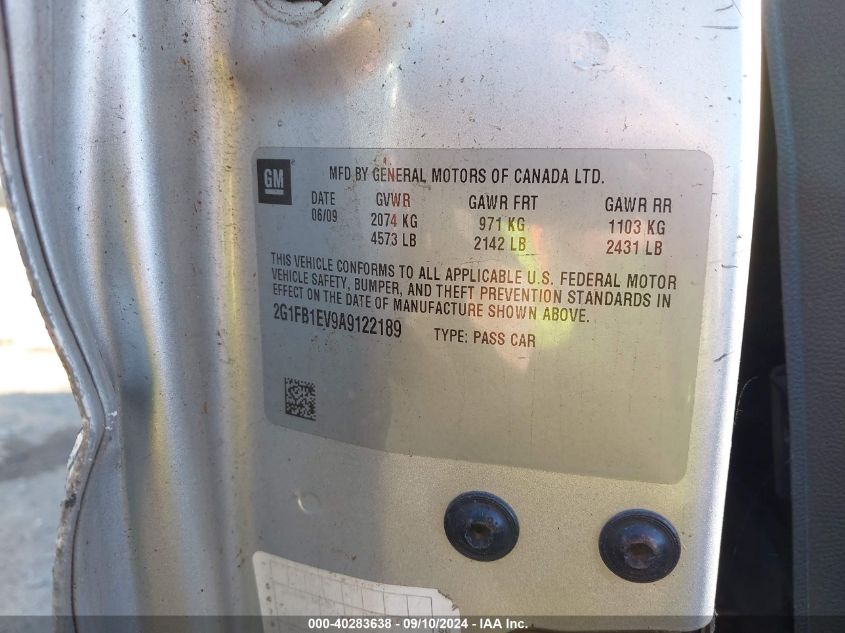 GM
MFD BY GENERAL MOTORS OF CANADA LTD.
DATE GVWR GAWR FRT GAWR RR
06/09 2074 KG 971 KG 1103 KG
4573 LB 2142 LB 2431 LB
THIS VEHICLE CONFORMS TO ALL APPLICABLE U.S. FEDERAL MOTOR
VEHICLE SAFETY, BUMPER, AND THEFT PREVENTION STANDARDS IN
EFFECT ON THE DATE OF MANUFACTURE SHOWN ABOVE.
2G1FB1EV9A9122189 TYPE: PASS CAR
000-40283638 - 09/10/2024 - IAA Inc.